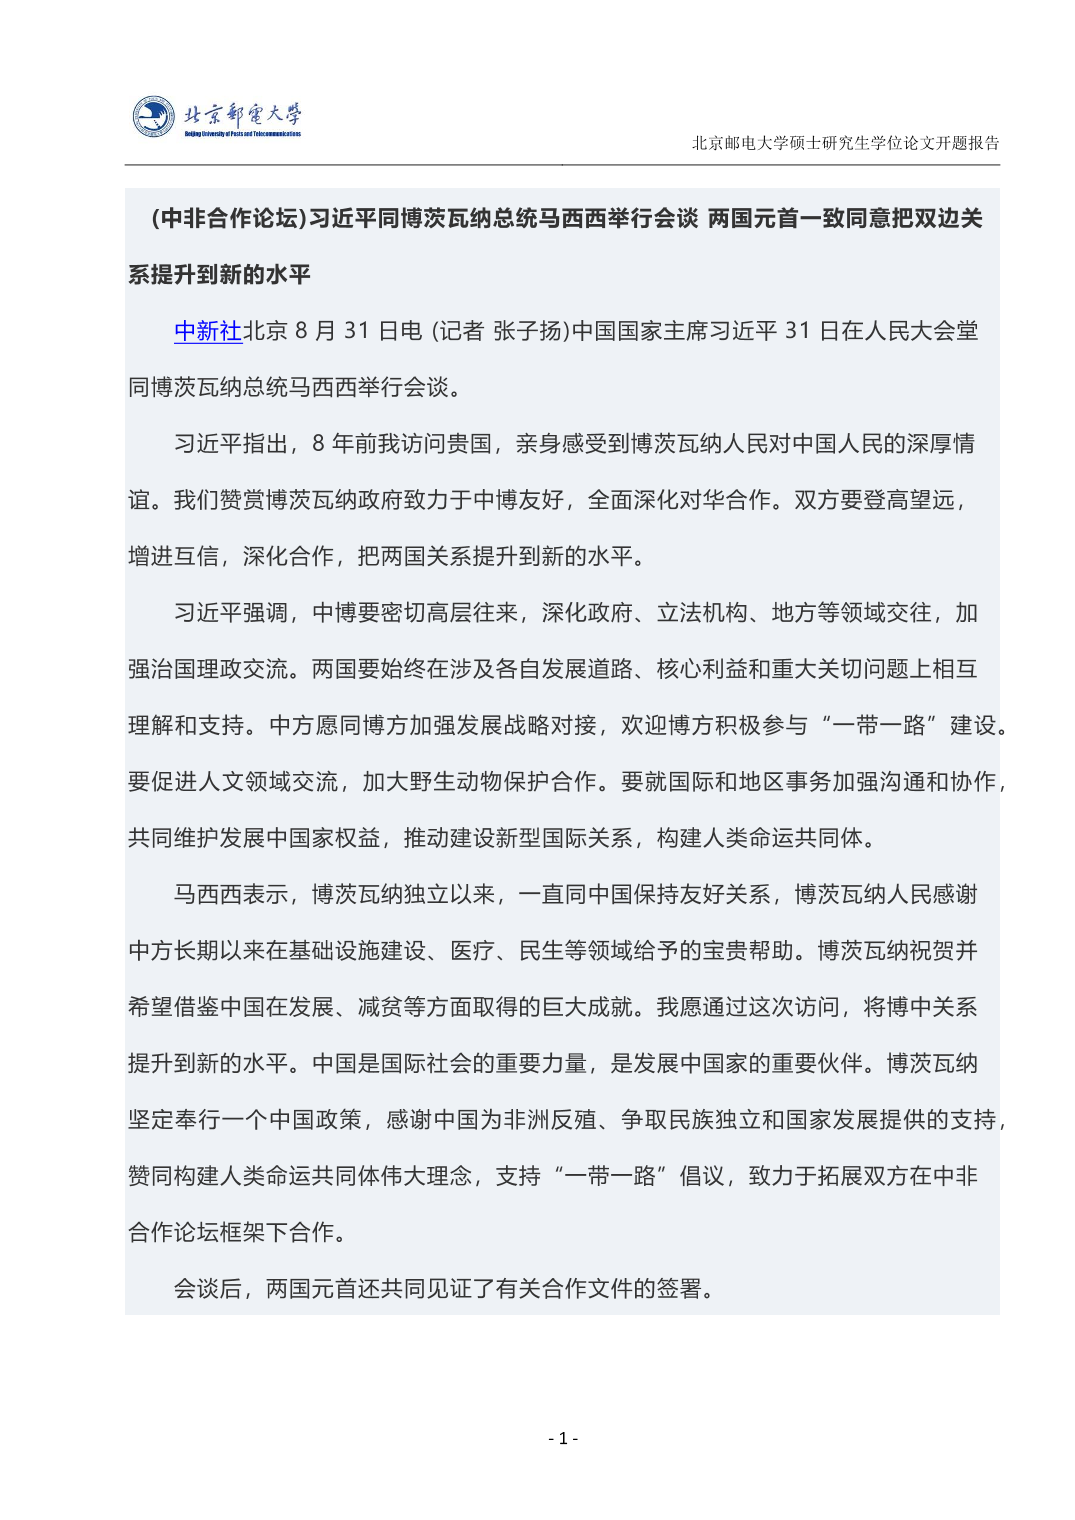 北京郵電大學
Beijing University of Posts and Telecommunications
北京邮电大学硕士研究生学位论文开题报告
(中非合作论坛)习近平同博茨瓦纳总统马西西举行会谈 两国元首一致同意把双边关
系提升到新的水平
中新社北京 8 月 31 日电 (记者 张子扬)中国国家主席习近平 31 日在人民大会堂
同博茨瓦纳总统马西西举行会谈。
习近平指出，8 年前我访问贵国，亲身感受到博茨瓦纳人民对中国人民的深厚情
谊。我们赞赏博茨瓦纳政府致力于中博友好，全面深化对华合作。双方要登高望远，
增进互信，深化合作，把两国关系提升到新的水平。
习近平强调，中博要密切高层往来，深化政府、立法机构、地方等领域交往，加
强治国理政交流。两国要始终在涉及各自发展道路、核心利益和重大关切问题上相互
理解和支持。中方愿同博方加强发展战略对接，欢迎博方积极参与“一带一路”建设。
要促进人文领域交流，加大野生动物保护合作。要就国际和地区事务加强沟通和协作，
共同维护发展中国家权益，推动建设新型国际关系，构建人类命运共同体。
马西西表示，博茨瓦纳独立以来，一直同中国保持友好关系，博茨瓦纳人民感谢
中方长期以来在基础设施建设、医疗、民生等领域给予的宝贵帮助。博茨瓦纳祝贺并
希望借鉴中国在发展、减贫等方面取得的巨大成就。我愿通过这次访问，将博中关系
提升到新的水平。中国是国际社会的重要力量，是发展中国家的重要伙伴。博茨瓦纳
坚定奉行一个中国政策，感谢中国为非洲反殖、争取民族独立和国家发展提供的支持，
赞同构建人类命运共同体伟大理念，支持“一带一路”倡议，致力于拓展双方在中非
合作论坛框架下合作。
会谈后，两国元首还共同见证了有关合作文件的签署。
- 1 -